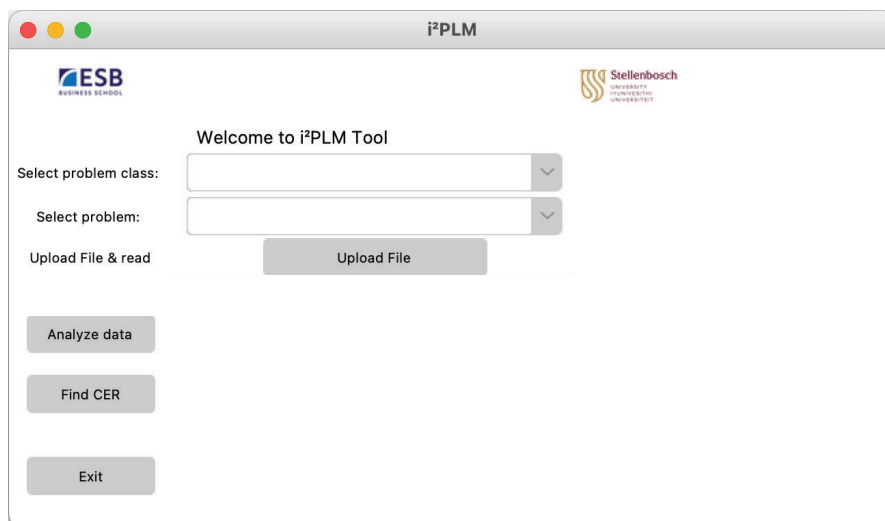 i²PLM
ESB
BUSINESS SCHOOL
Stellenbosch
UNIVERSITY
IYUNIVESITHI
UNIVERSITEIT
Welcome to i²PLM Tool
Select problem class:
Select problem:
Upload File & read
Upload File
Analyze data
Find CER
Exit